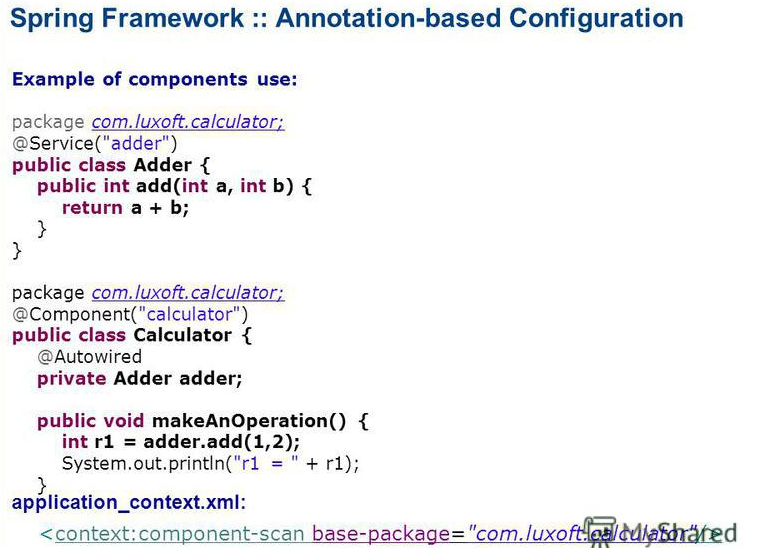 Spring Framework :: Annotation-based Configuration
Example of components use:
package com.luxoft.calculator;
@Service("adder")
public class Adder {
public int add(int a, int b) {
return a + b;
}
}
package com.luxoft.calculator;
@Component("calculator")
public class Calculator {
@Autowired
private Adder adder;
public void makeAnOperation() {
int r1 = adder.add(1,2);
System.out.println("r1 = " + r1);
}
application_context.xml:
<context:component-scan base-package="com.luxoft.calculator"/>
MyShared